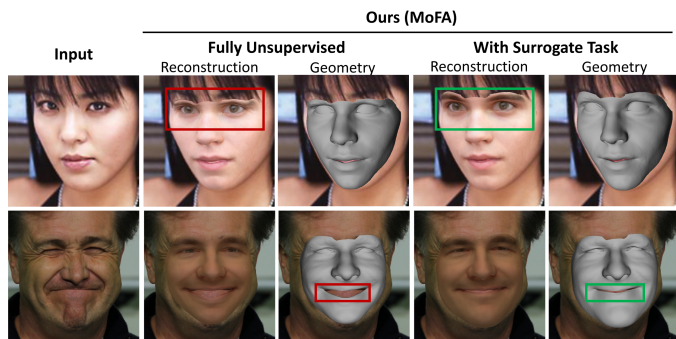 Ours (MoFA)
Input
Fully Unsupervised
With Surrogate Task
Reconstruction
Geometry
Reconstruction
Geometry